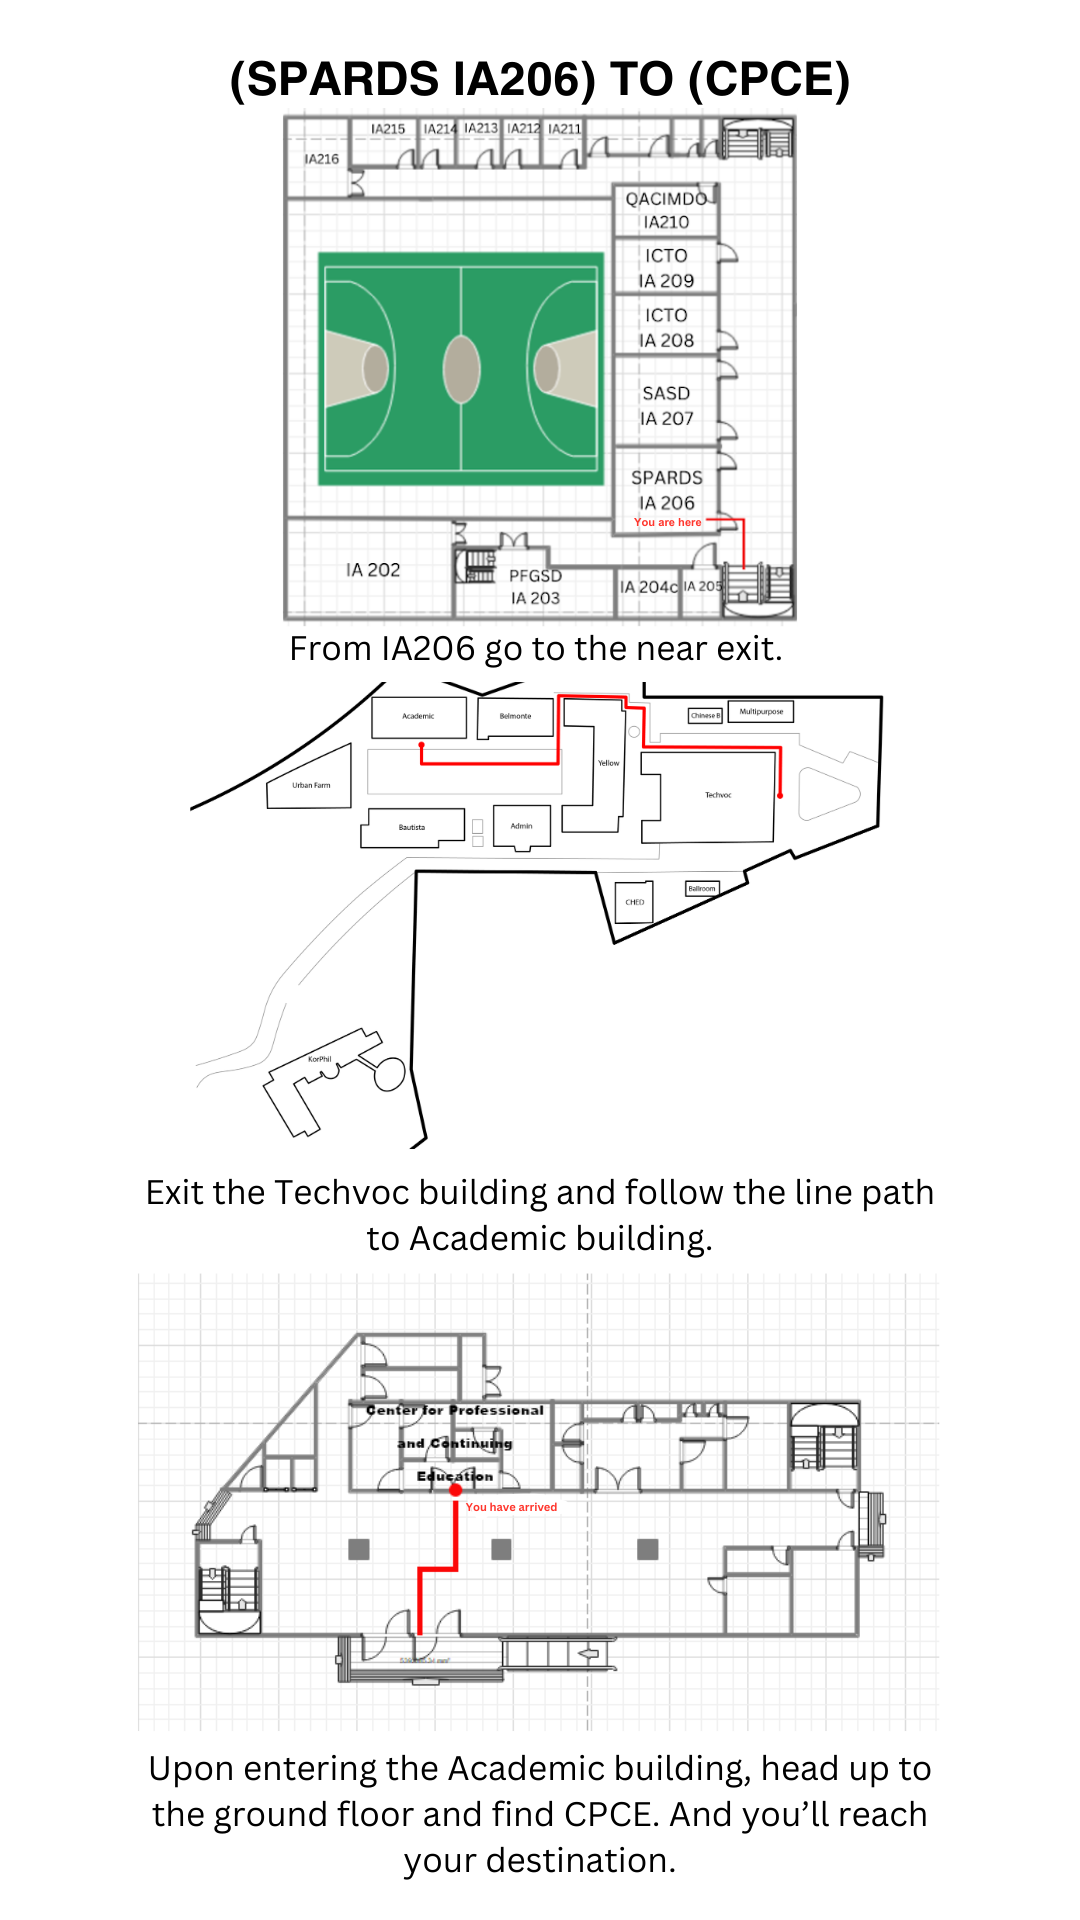 (SPARDS IA206) TO (CPCE)
IA215
IA214
IA213
IA212
IA211
IA216
QACIMDO
IA210
ICTO
IA 209
ICTO
IA 208
SASD
IA 207
SPARDS
IA 206
You are here
IA 202
PFGSD
IA 203
IA 204c
IA 205
From IA206 go to the near exit.
Academic
Belmonte
Chinese B
Multipurpose
Yellow
Urban Farm
Techvoc
Bautista
Admin
CHED
Ballroom
KorPhil
Exit the Techvoc building and follow the line path
to Academic building.
Center for Professional
and Continuing
Education
You have arrived
Upon entering the Academic building, head up to
the ground floor and find CPCE. And you’ll reach
your destination.